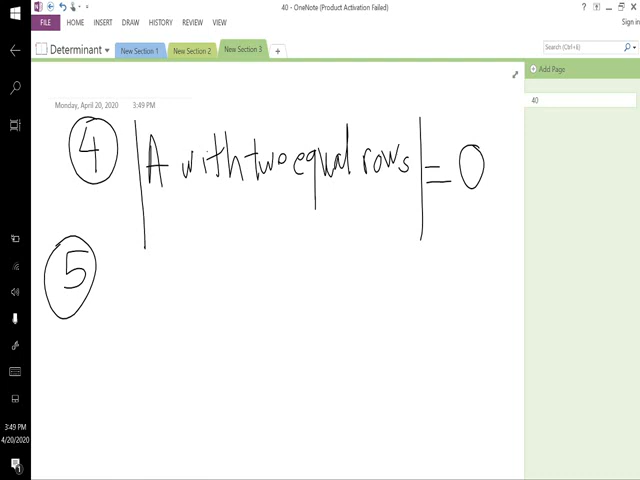 40 - OneNote (Product Activation Failed)
FILE HOME INSERT DRAW HISTORY REVIEW VIEW
Sign in
Determinant New Section 1 New Section 2 New Section 3 +
Search (Ctrl+E)
Add Page
40
Monday, April 20, 2020 3:49 PM
4 |A with two equal rows| = 0
5
3:49 PM
4/20/2020